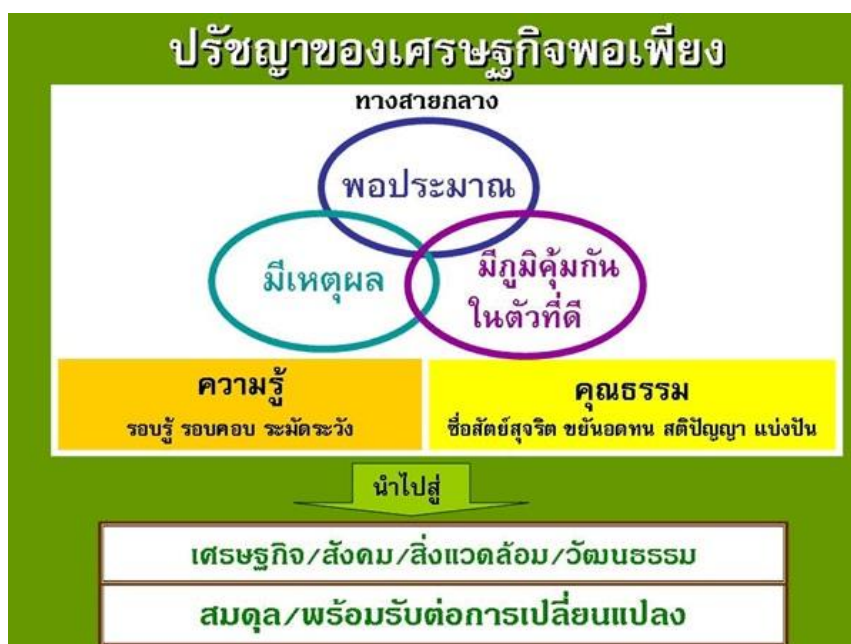 ปรัชญาของเศรษฐกิจพอเพียง
ทางสายกลาง
พอประมาณ
มีเหตุผล
มีภูมิคุ้มกัน
ในตัวที่ดี
ความรู้
รอบรู้ รอบคอบ ระมัดระวัง
คุณธรรม
ซื่อสัตย์สุจริต ขยันอดทน สติปัญญา แบ่งปัน
นำไปสู่
เศรษฐกิจ/สังคม/สิ่งแวดล้อม/วัฒนธรรม
สมดุล/พร้อมรับต่อการเปลี่ยนแปลง